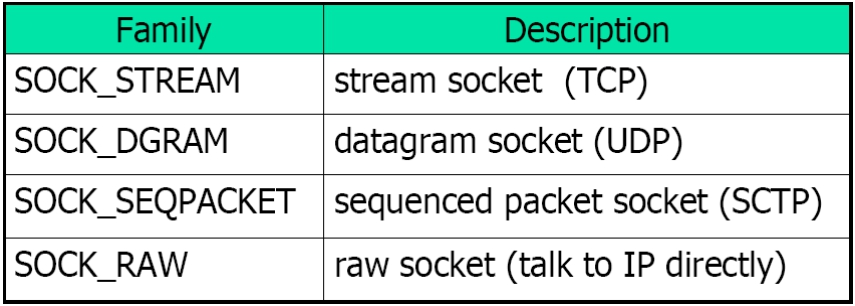 Family Description
SOCK_STREAM stream socket (TCP)
SOCK_DGRAM datagram socket (UDP)
SOCK_SEQPACKET sequenced packet socket (SCTP)
SOCK_RAW raw socket (talk to IP directly)